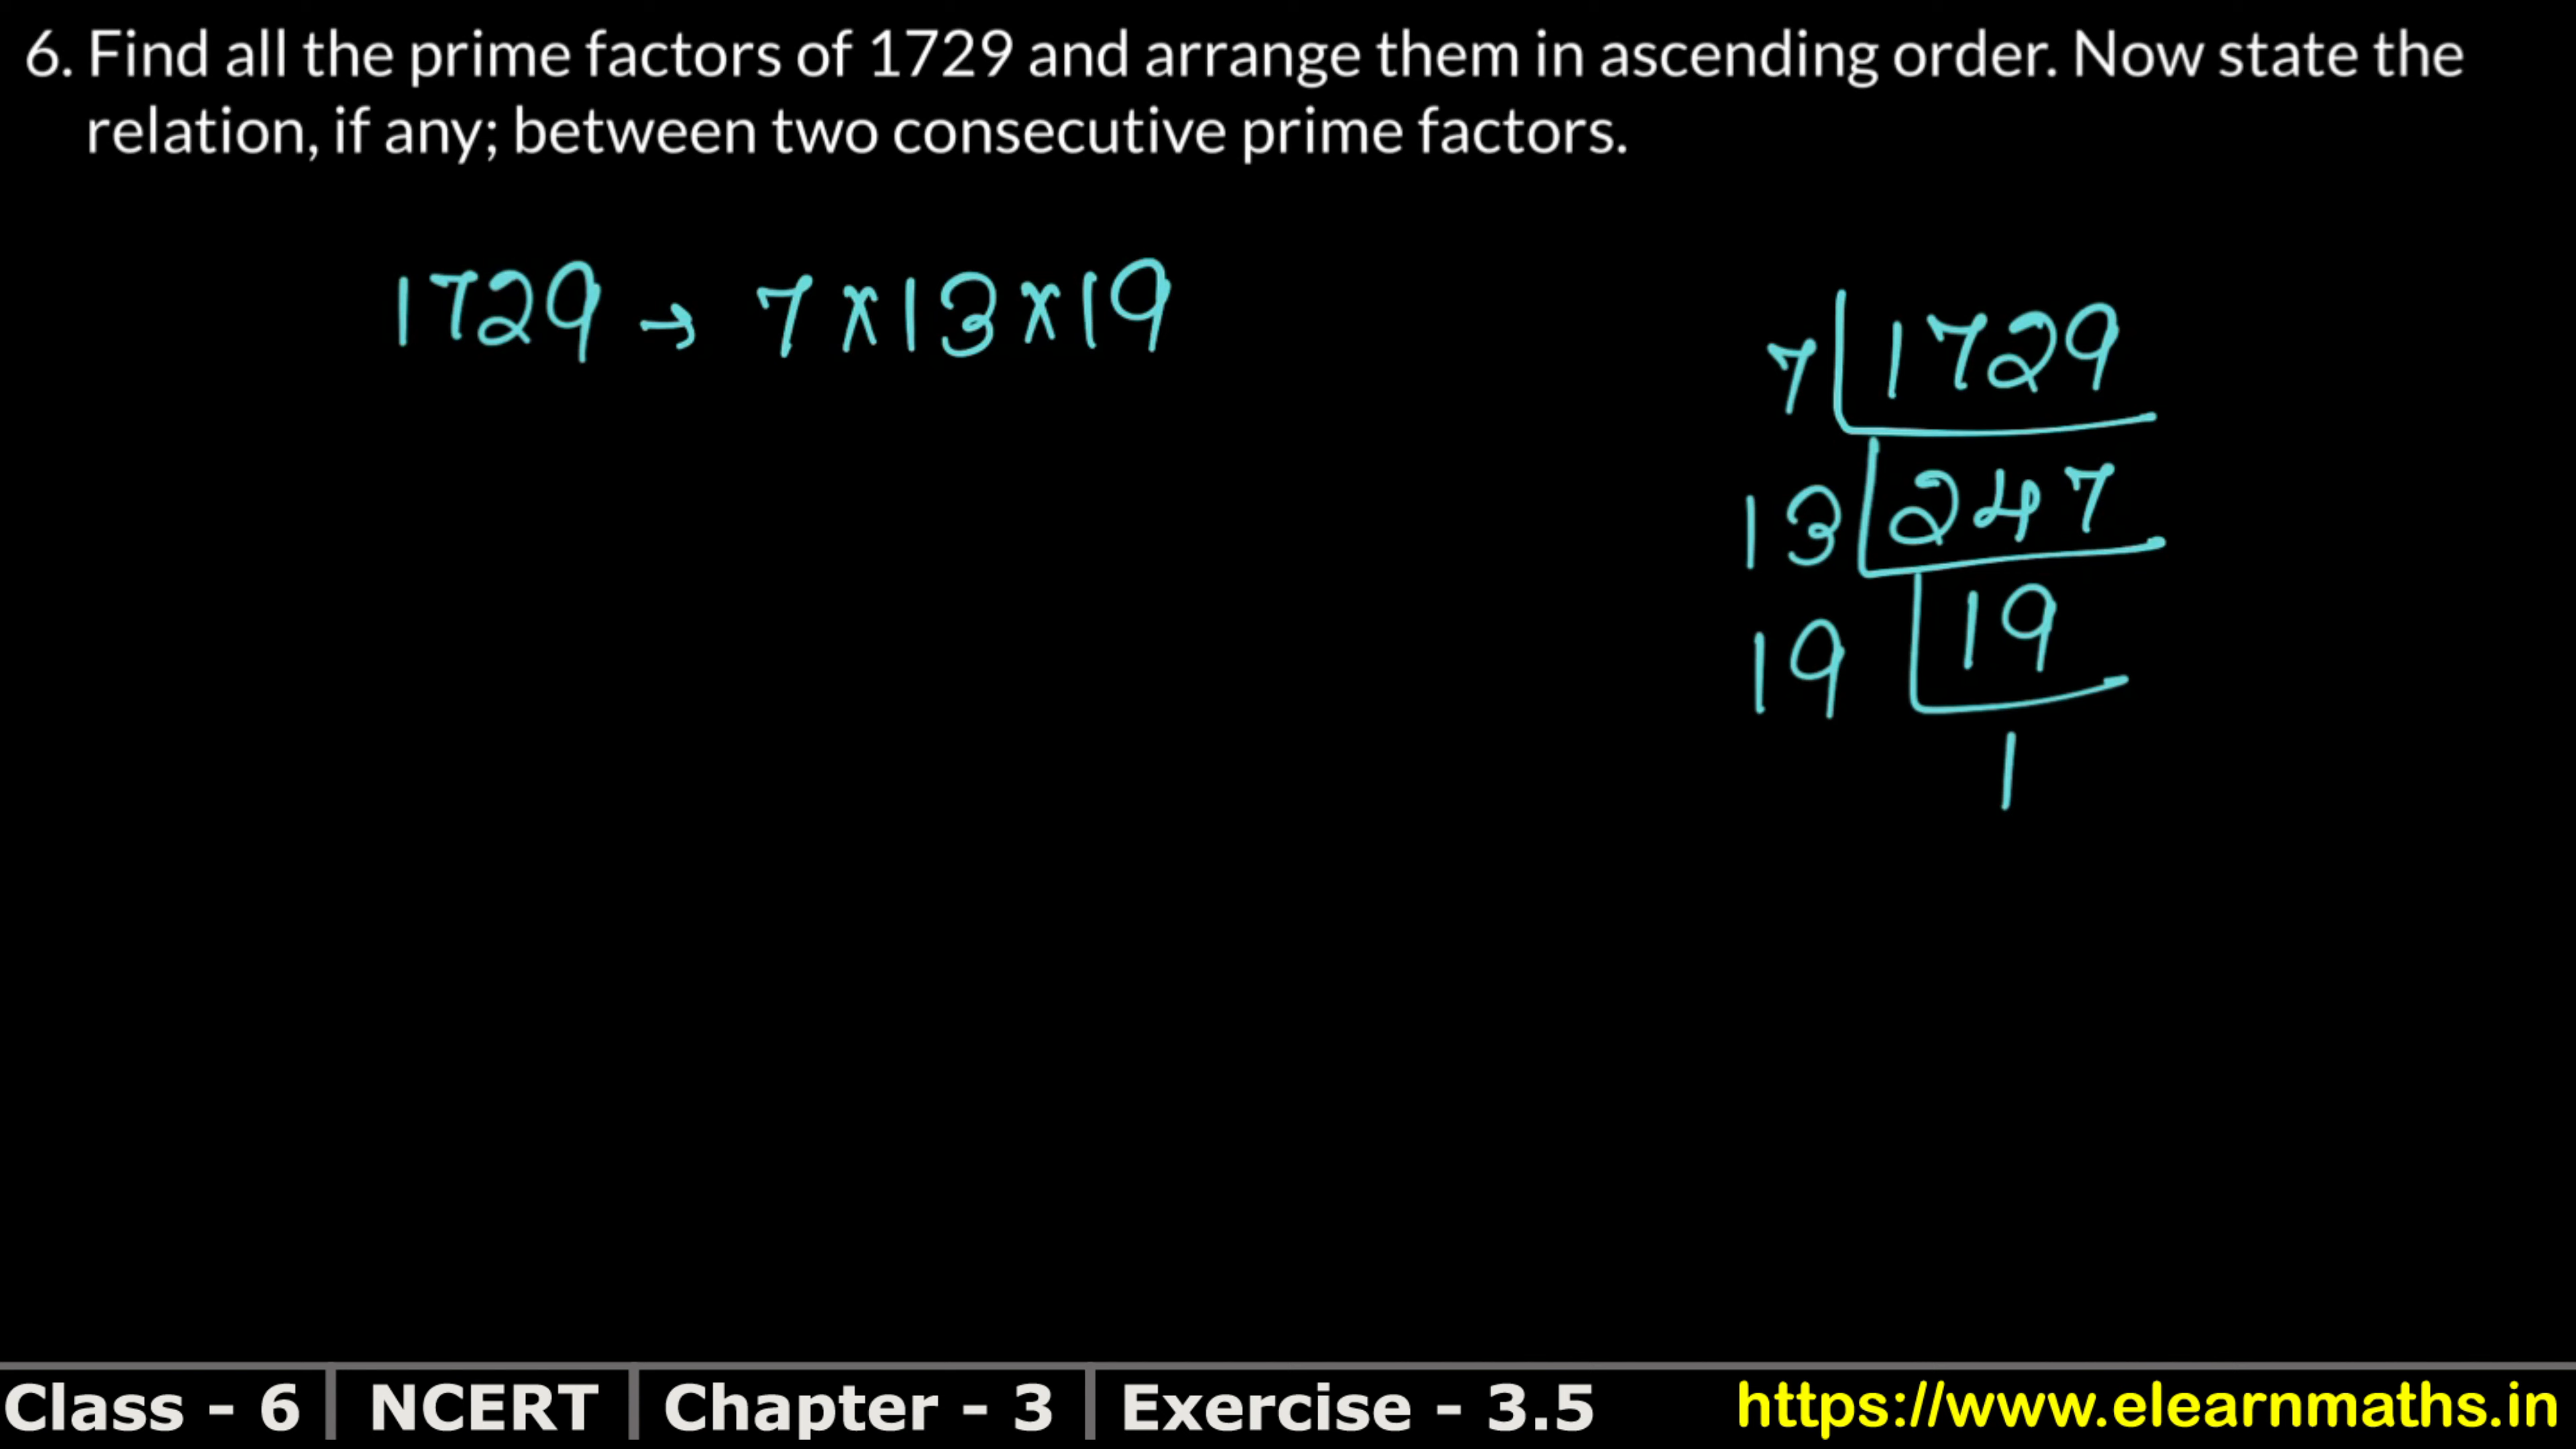 6. Find all the prime factors of 1729 and arrange them in ascending order. Now state the
relation, if any; between two consecutive prime factors.
1729 → 7 x 13 x 19
7 | 1729
13 | 247
19 | 19
1
Class - 6 | NCERT | Chapter - 3 | Exercise - 3.5 https://www.elearnmaths.in